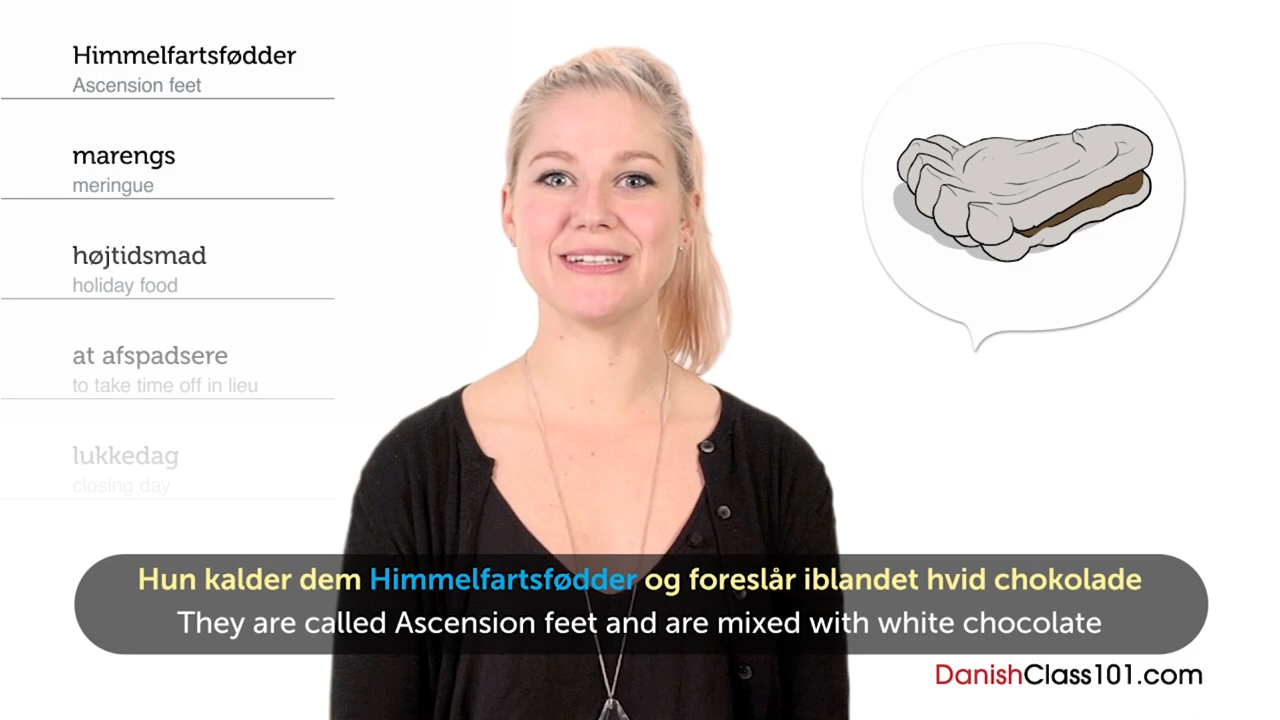 Himmelfartsfødder
Ascension feet
marengs
meringue
højtidsmad
holiday food
at afspadsere
to take time off in lieu
lukkedag
closing day
Hun kalder dem Himmelfartsfødder og foreslår iblandet hvid chokolade
They are called Ascension feet and are mixed with white chocolate
DanishClass101.com